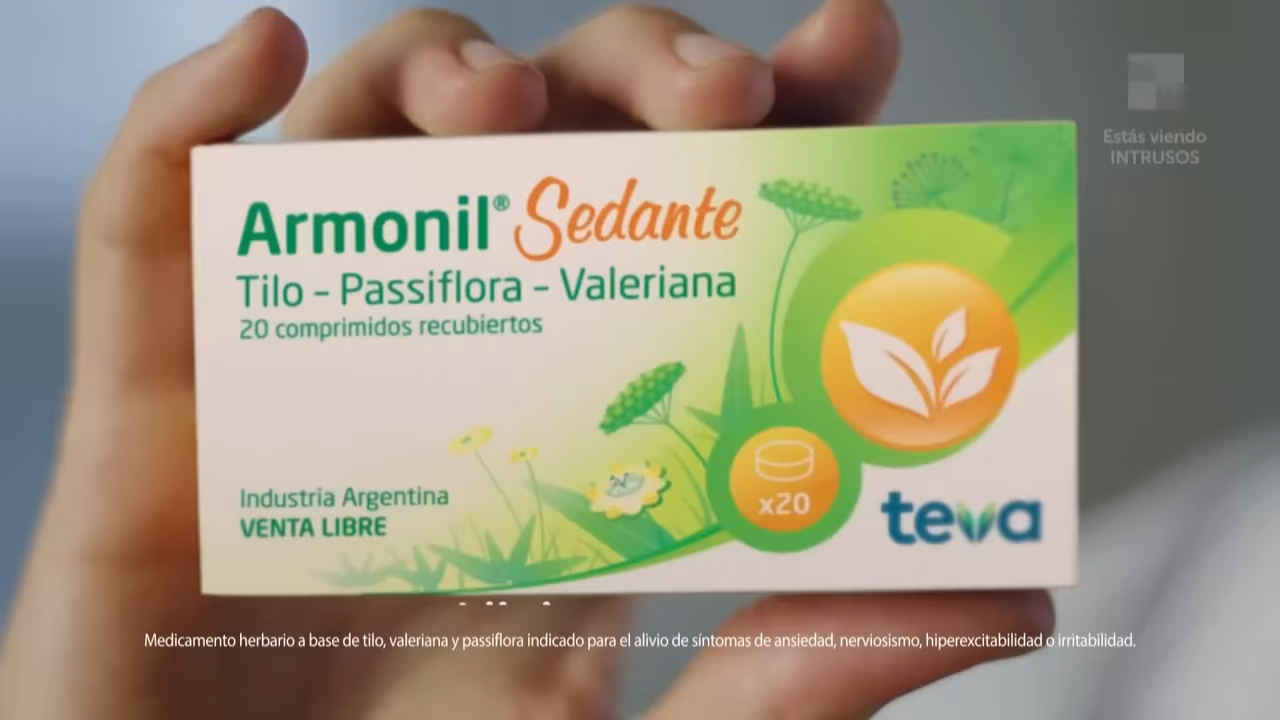 Estás viendo
INTRUSOS
Armonil® Sedante
Tilo – Passiflora – Valeriana
20 comprimidos recubiertos
x20
Industria Argentina
VENTA LIBRE
teva
Medicamento herbario a base de tilo, valeriana y passiflora indicado para el alivio de síntomas de ansiedad, nerviosismo, hiperexcitabilidad o irritabilidad.